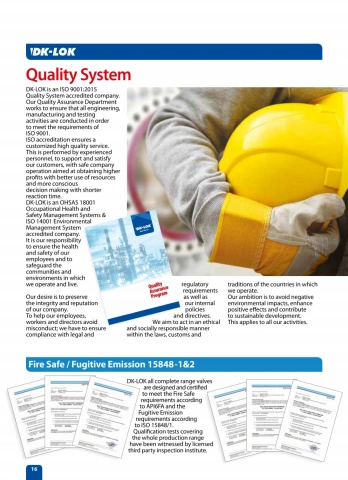 DK-LOK
Quality System
DK-LOK is an ISO 9001:2015
Quality System accredited company.
Our Quality Assurance Department
works to ensure that all engineering,
manufacturing and testing
activities are conducted in order
to meet the requirements of
ISO 9001.
ISO accreditation ensures a
customized high quality service.
This is performed by experienced
personnel, to support and satisfy
our customers, with safe company
operation aimed at obtaining higher
profits with better use of resources
and more conscious
decision making with shorter
reaction time.
DK-LOK is an OHSAS 18001
Occupational Health and
Safety Management Systems &
ISO 14001 Environmental
Management System
accredited company.
It is our responsibility
to ensure the health
and safety of our
employees and to
safeguard the
communities and
environments in which
we operate and live.
Our desire is to preserve
the integrity and reputation
of our company.
To help our employees,
workers and directors avoid
misconduct; we have to ensure
compliance with legal and
DK-LOK
Quality
Assurance
Program
regulatory
requirements
as well as
our internal
policies
and directives.
We aim to act in an ethical
and socially responsible manner
within the laws, customs and
traditions of the countries in which
we operate.
Our ambition is to avoid negative
environmental impacts, enhance
positive effects and contribute
to sustainable development.
This applies to all our activities.
Fire Safe / Fugitive Emission 15848-1&2
DK-LOK all complete range valves
are designed and certified
to meet the Fire Safe
requirements according
to API6FA and the
Fugitive Emission
requirements according
to ISO 15848/1.
Qualification tests covering
the whole production range
have been witnessed by licensed
third party inspection institute.
16